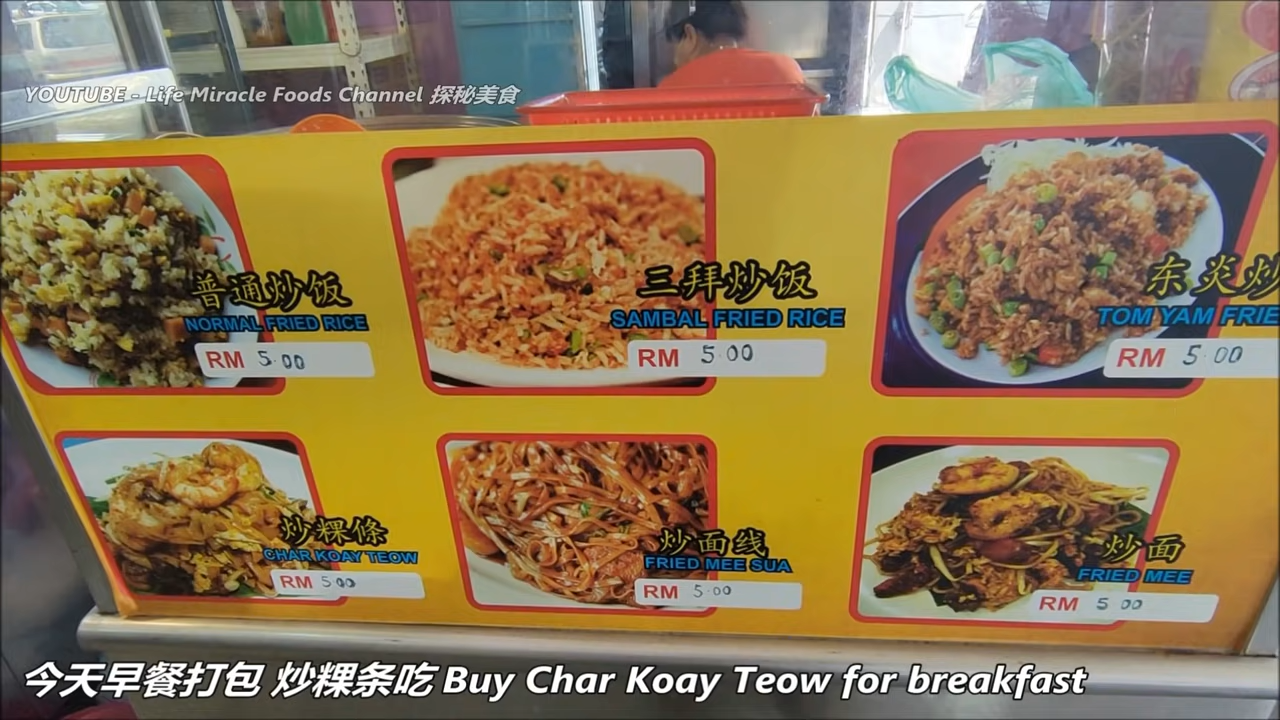 YOUTUBE - Life Miracle Foods Channel 探秘美食
普通炒饭
NORMAL FRIED RICE
RM 5.00
三拜炒饭
SAMBAL FRIED RICE
RM 5.00
东炎炒
TOM YAM FRIE
RM 5.00
炒粿條
CHAR KOAY TEOW
RM 5.00
炒面线
FRIED MEE SUA
RM 5.00
炒面
FRIED MEE
RM 5.00
今天早餐打包 炒粿条吃 Buy Char Koay Teow for breakfast